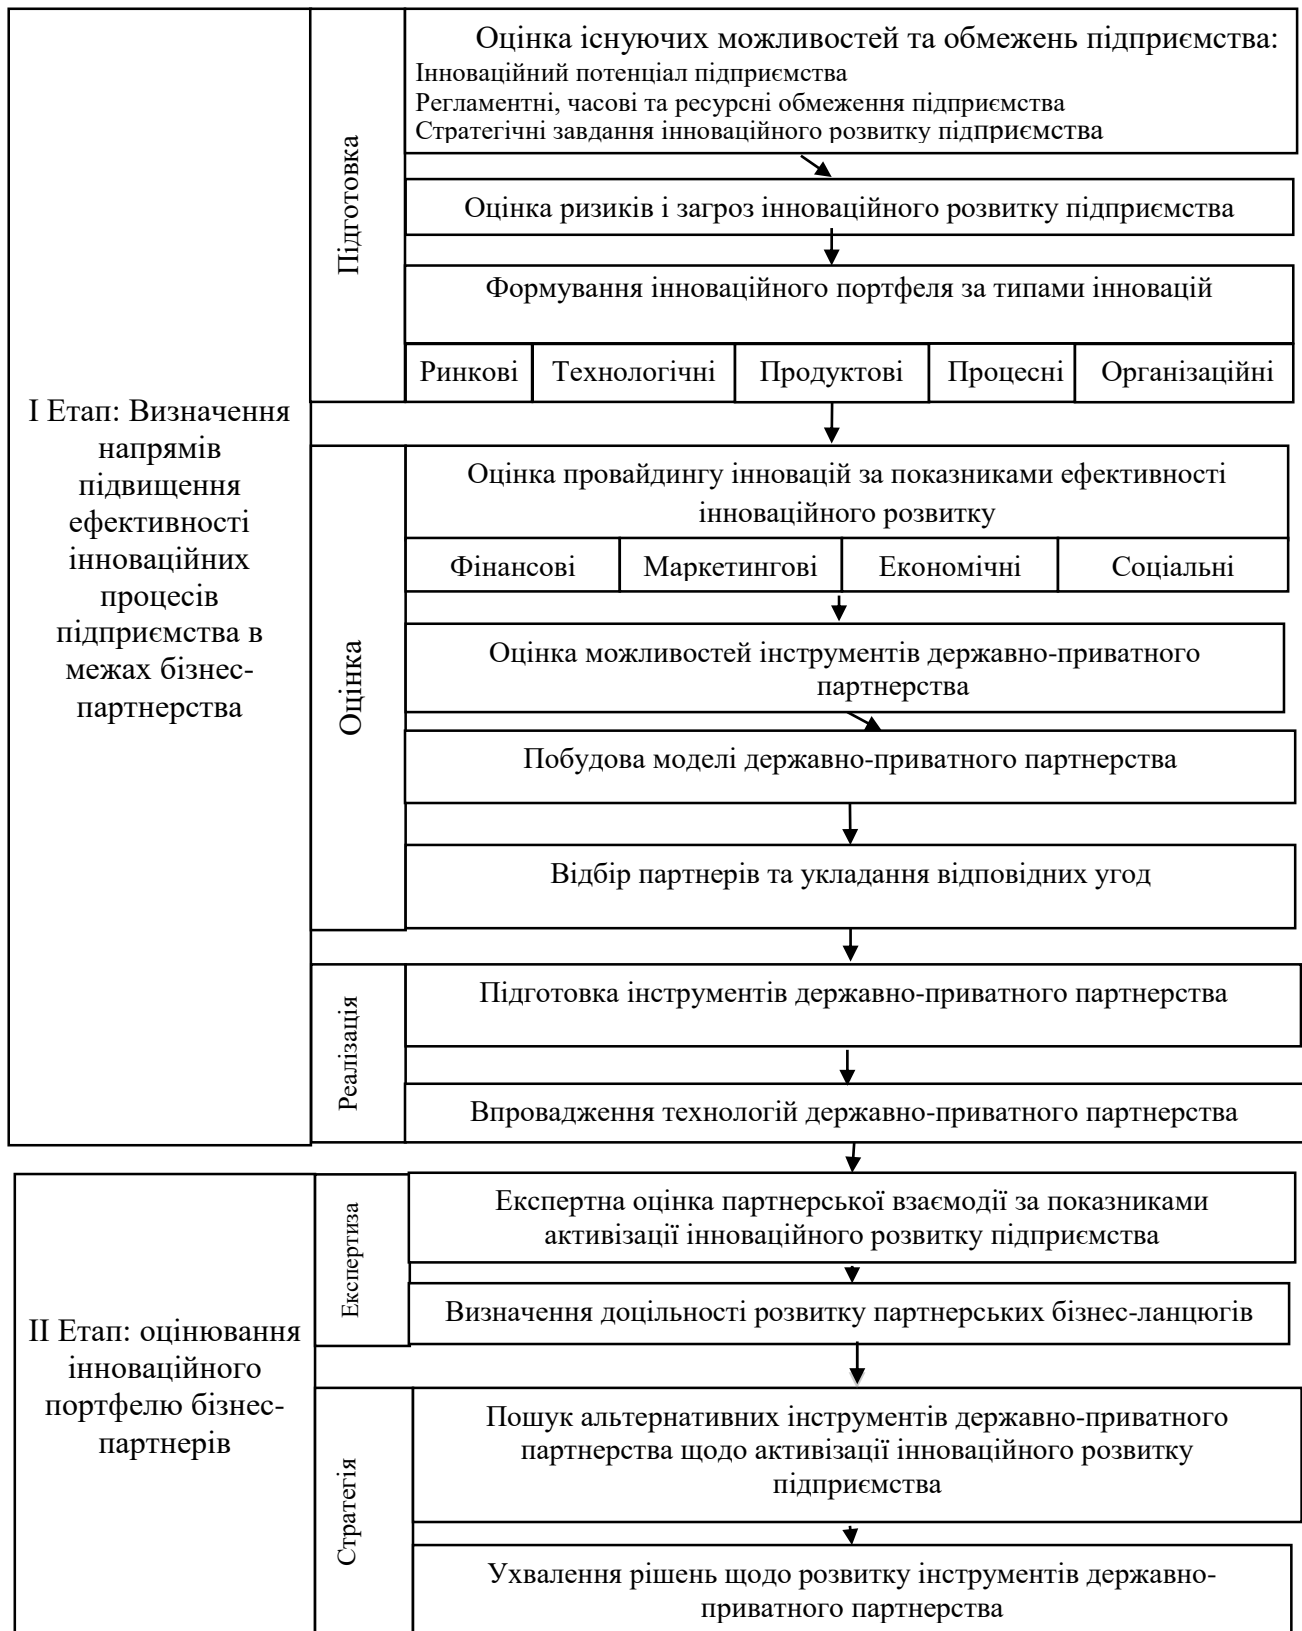 I Етап: Визначення
напрямів
підвищення
ефективності
інноваційних
процесів
підприємства в
межах бізнес-
партнерства
Підготовка
Оцінка існуючих можливостей та обмежень підприємства:
Інноваційний потенціал підприємства
Регламентні, часові та ресурсні обмеження підприємства
Стратегічні завдання інноваційного розвитку підприємства
Оцінка ризиків і загроз інноваційного розвитку підприємства
Формування інноваційного портфеля за типами інновацій
Ринкові Технологічні Продуктові Процесні Організаційні
Оцінка
Оцінка провайдингу інновацій за показниками ефективності
інноваційного розвитку
Фінансові Маркетингові Економічні Соціальні
Оцінка можливостей інструментів державно-приватного
партнерства
Побудова моделі державно-приватного партнерства
Відбір партнерів та укладання відповідних угод
Реалізація
Підготовка інструментів державно-приватного партнерства
Впровадження технологій державно-приватного партнерства
II Етап: оцінювання
інноваційного
портфелю бізнес-
партнерів
Експертиза
Експертна оцінка партнерської взаємодії за показниками
активізації інноваційного розвитку підприємства
Визначення доцільності розвитку партнерських бізнес-ланцюгів
Стратегія
Пошук альтернативних інструментів державно-приватного
партнерства щодо активізації інноваційного розвитку
підприємства
Ухвалення рішень щодо розвитку інструментів державно-
приватного партнерства